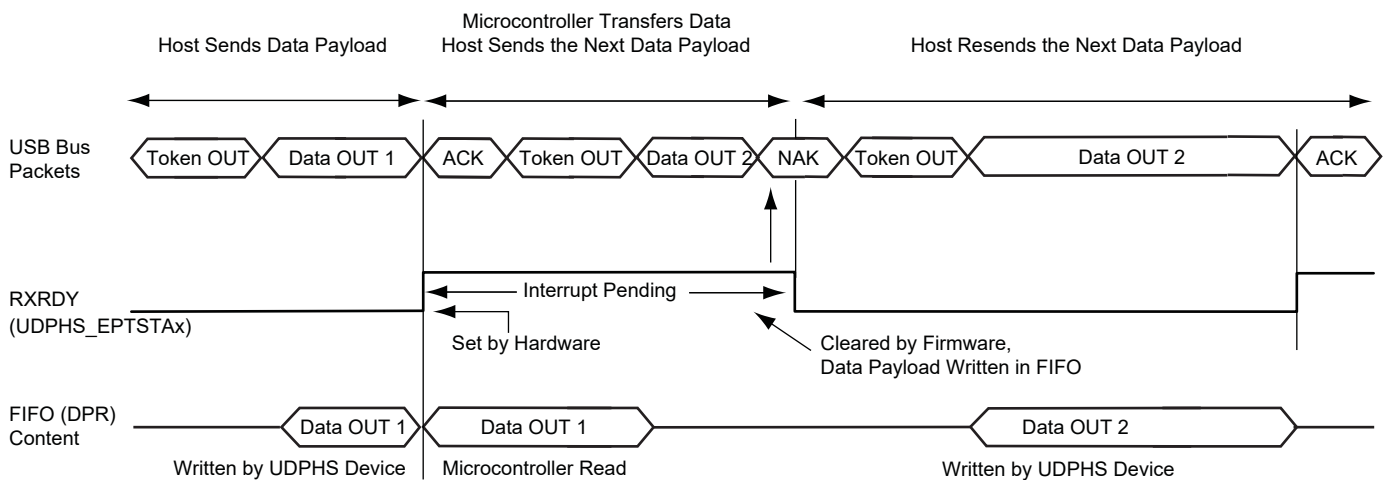 Microcontroller Transfers Data
Host Sends Data Payload
Host Sends the Next Data Payload
Host Resends the Next Data Payload
USB Bus
Packets
Token OUT
Data OUT 1
ACK
Token OUT
Data OUT 2
NAK
Token OUT
Data OUT 2
ACK
RXRDY
(UDPHS_EPTSTAx)
Interrupt Pending
Set by Hardware
Cleared by Firmware,
Data Payload Written in FIFO
FIFO (DPR)
Content
Data OUT 1
Data OUT 1
Data OUT 2
Written by UDPHS Device
Microcontroller Read
Written by UDPHS Device